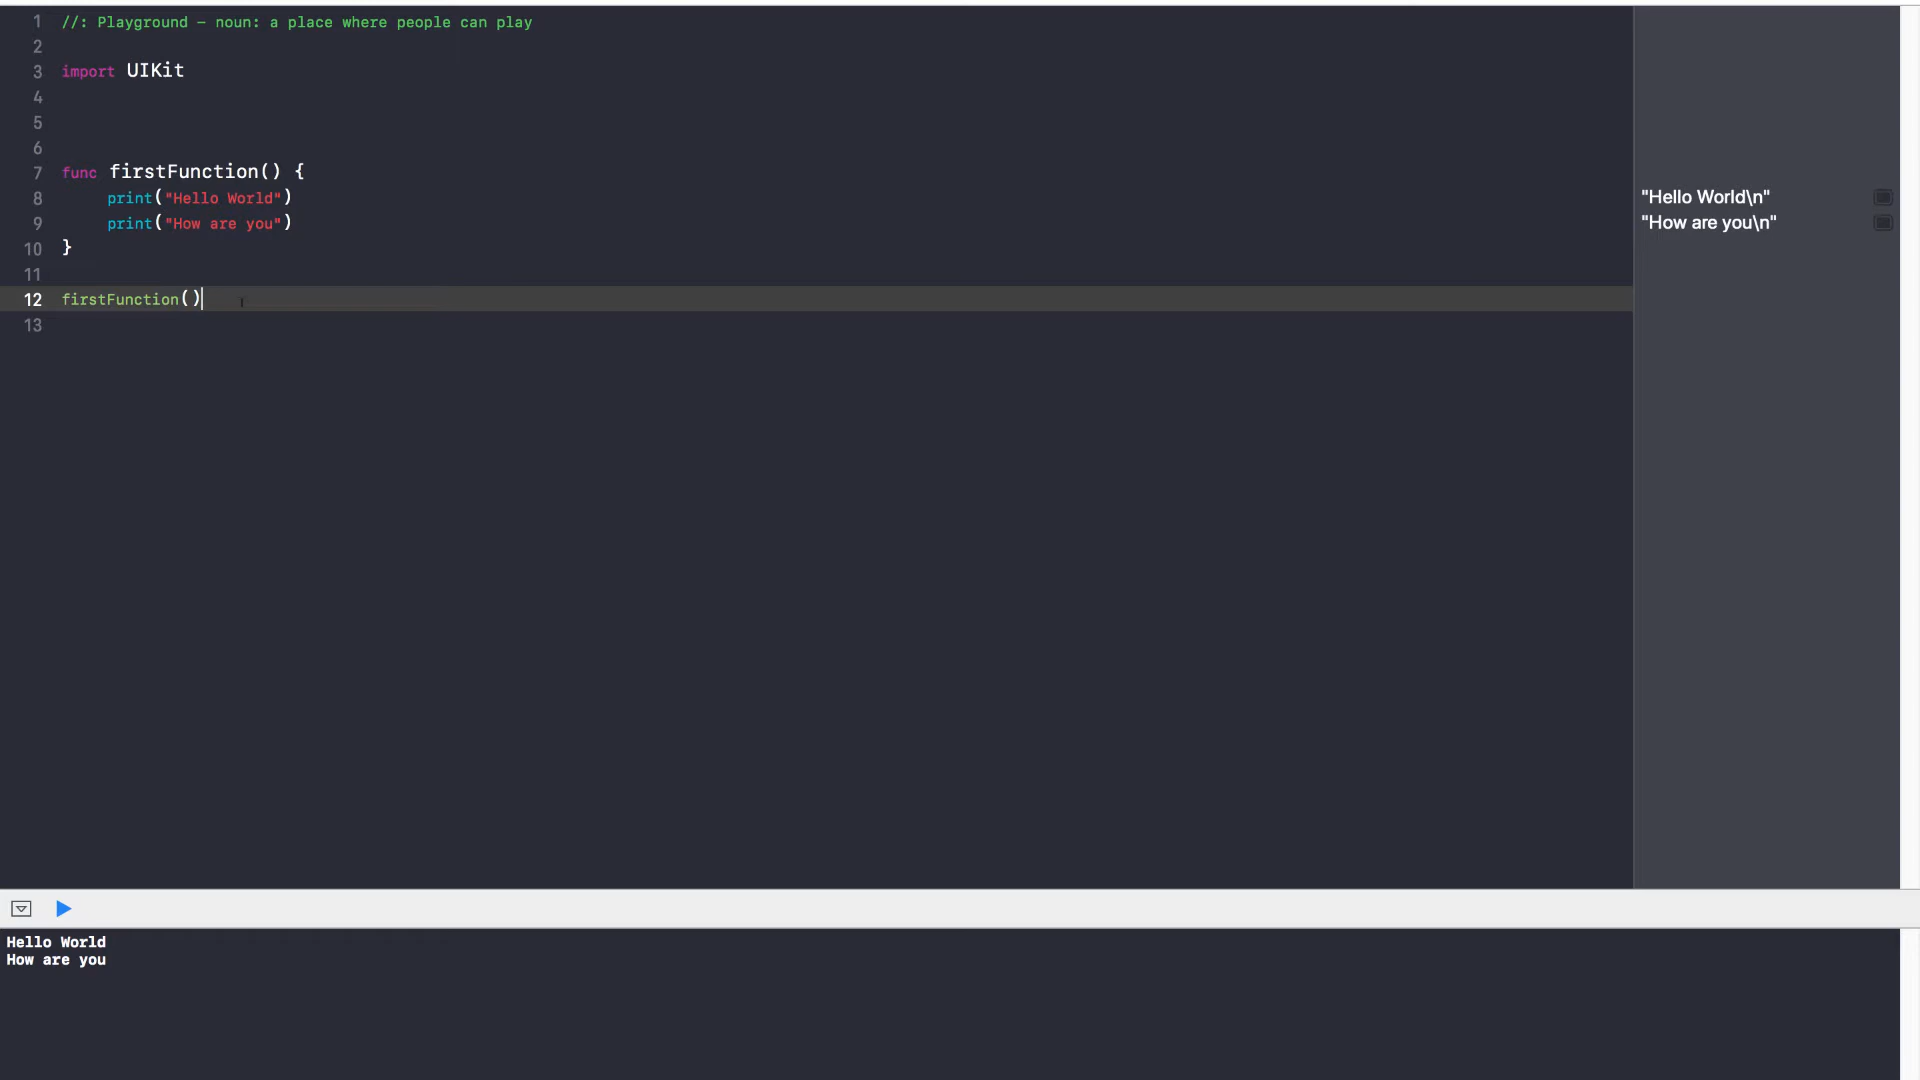 1 //: Playground – noun: a place where people can play
2
3 import UIKit
4
5
6
7 func firstFunction() {
8 print("Hello World")
9 print("How are you")
10 }
11
12 firstFunction()
13
"Hello World\n"
"How are you\n"
Hello World
How are you